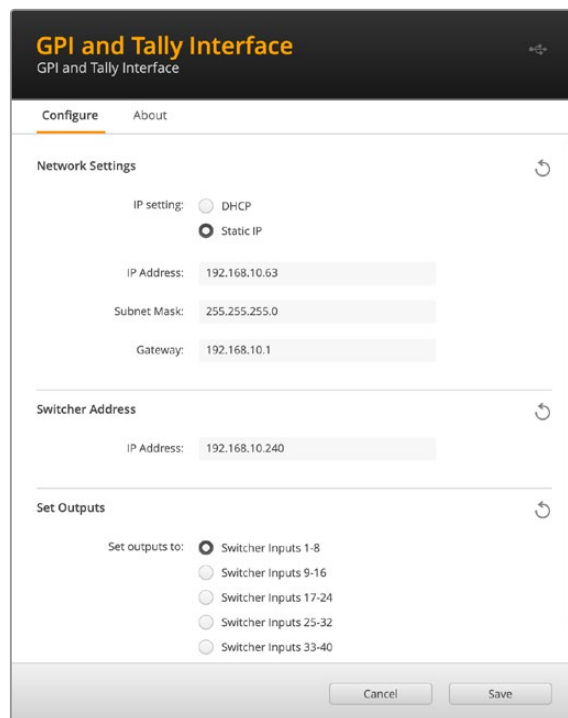 GPI and Tally Interface
GPI and Tally Interface
Configure About
Network Settings
IP setting: DHCP
Static IP
IP Address: 192.168.10.63
Subnet Mask: 255.255.255.0
Gateway: 192.168.10.1
Switcher Address
IP Address: 192.168.10.240
Set Outputs
Set outputs to: Switcher Inputs 1-8
Switcher Inputs 9-16
Switcher Inputs 17-24
Switcher Inputs 25-32
Switcher Inputs 33-40
Cancel Save